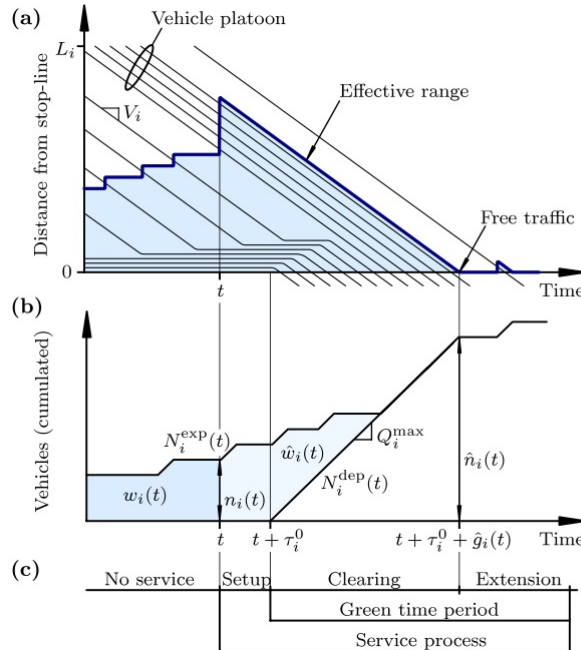 (a)
Vehicle platoon
L_i
V_i
Effective range
Distance from stop-line
Free traffic
0
t
Time
(b)
Vehicles (cumulated)
N_i^exp(t)
Q_i^max
ŵ_i(t)
n̂_i(t)
w_i(t)
n_i(t)
N_i^dep(t)
t
t + τ_i^0
t + τ_i^0 + ĝ_i(t)
Time
(c)
No service
Setup
Clearing
Extension
Green time period
Service process